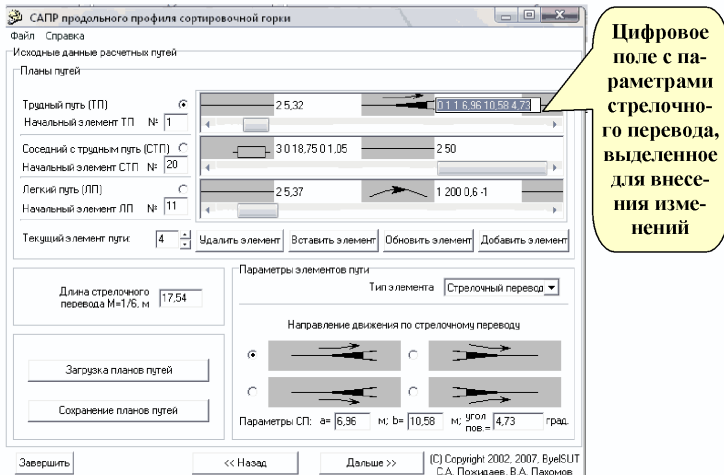 САПР продольного профиля сортировочной горки
Файл Справка
Исходные данные расчетных путей
Планы путей
Трудный путь (ТП)
Начальный элемент ТП № 1
2 5,32
0 1 1 6,96 10,58 4,73
Соседний с трудным путь (СТП)
Начальный элемент СТП № 20
3 0 18,75 0 1,05
2 50
Легкий путь (ЛП)
Начальный элемент ЛП № 11
2 5,37
1 200 0,6 -1
Текущий элемент пути: 4
Удалить элемент
Вставить элемент
Обновить элемент
Добавить элемент
Длина стрелочного
перевода М=1/6, м
17,54
Загрузка планов путей
Сохранение планов путей
Параметры элементов пути
Тип элемента Стрелочный перевод
Направление движения по стрелочному переводу
Параметры СП: a= 6,96 м; b= 10,58 м; угол пов.= 4,73 град.
Завершить
<< Назад
Дальше >>
(C) Copyright 2002, 2007, ByelSUT
С.А. Пожидаев, В.А. Пахомов
Цифровое
поле с па-
раметрами
стрелочно-
го перевода,
выделенное
для внесе-
ния изме-
нений